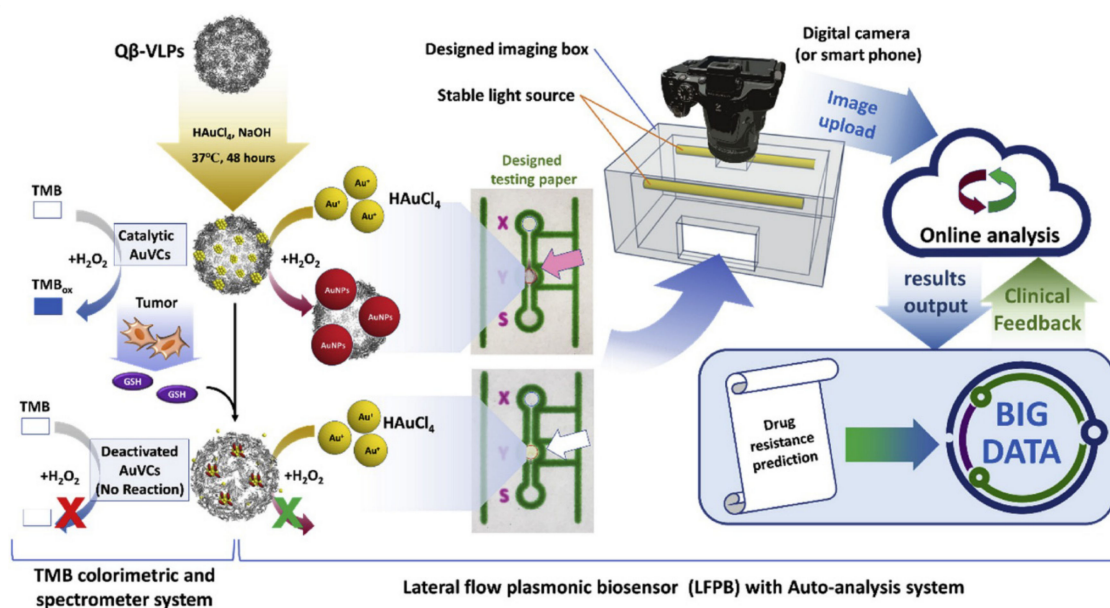 Qβ-VLPs
HAuCl₄, NaOH
37℃, 48 hours
TMB
Catalytic
AuVCs
+H₂O₂
TMBox
Tumor
GSH
GSH
Au⁺
Au⁺
Au⁺
HAuCl₄
+H₂O₂
AuNPs
AuNPs
AuNPs
TMB
Deactivated
AuVCs
(No Reaction)
+H₂O₂
X
Au⁺
Au⁺
Au⁺
HAuCl₄
+H₂O₂
X
Designed
testing paper
X
Y
S
X
Y
S
Designed imaging box
Stable light source
Digital camera
(or smart phone)
Image
upload
Online analysis
results
output
Clinical
Feedback
Drug
resistance
prediction
BIG
DATA
TMB colorimetric and
spectrometer system
Lateral flow plasmonic biosensor (LFPB) with Auto-analysis system